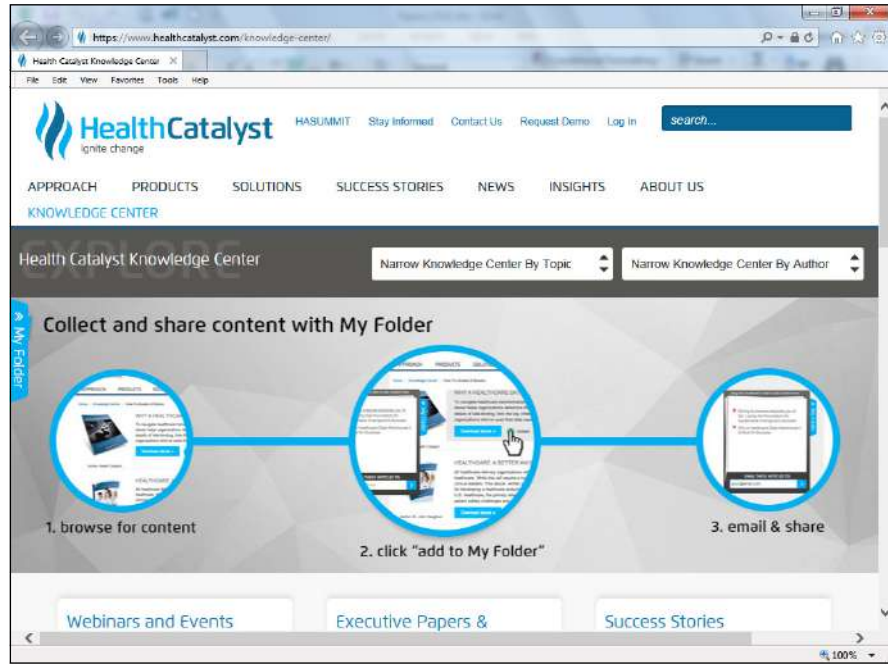 https://www.healthcatalyst.com/knowledge-center/
Health Catalyst Knowledge Center
File Edit View Favorites Tools Help
HealthCatalyst
ignite change
HASUMMIT Stay Informed Contact Us Request Demo Log In search...
APPROACH PRODUCTS SOLUTIONS SUCCESS STORIES NEWS INSIGHTS ABOUT US
KNOWLEDGE CENTER
EXPLORE
Health Catalyst Knowledge Center Narrow Knowledge Center By Topic Narrow Knowledge Center By Author
My Folder
Collect and share content with My Folder
1. browse for content
2. click "add to My Folder"
3. email & share
Webinars and Events Executive Papers & Success Stories
100%